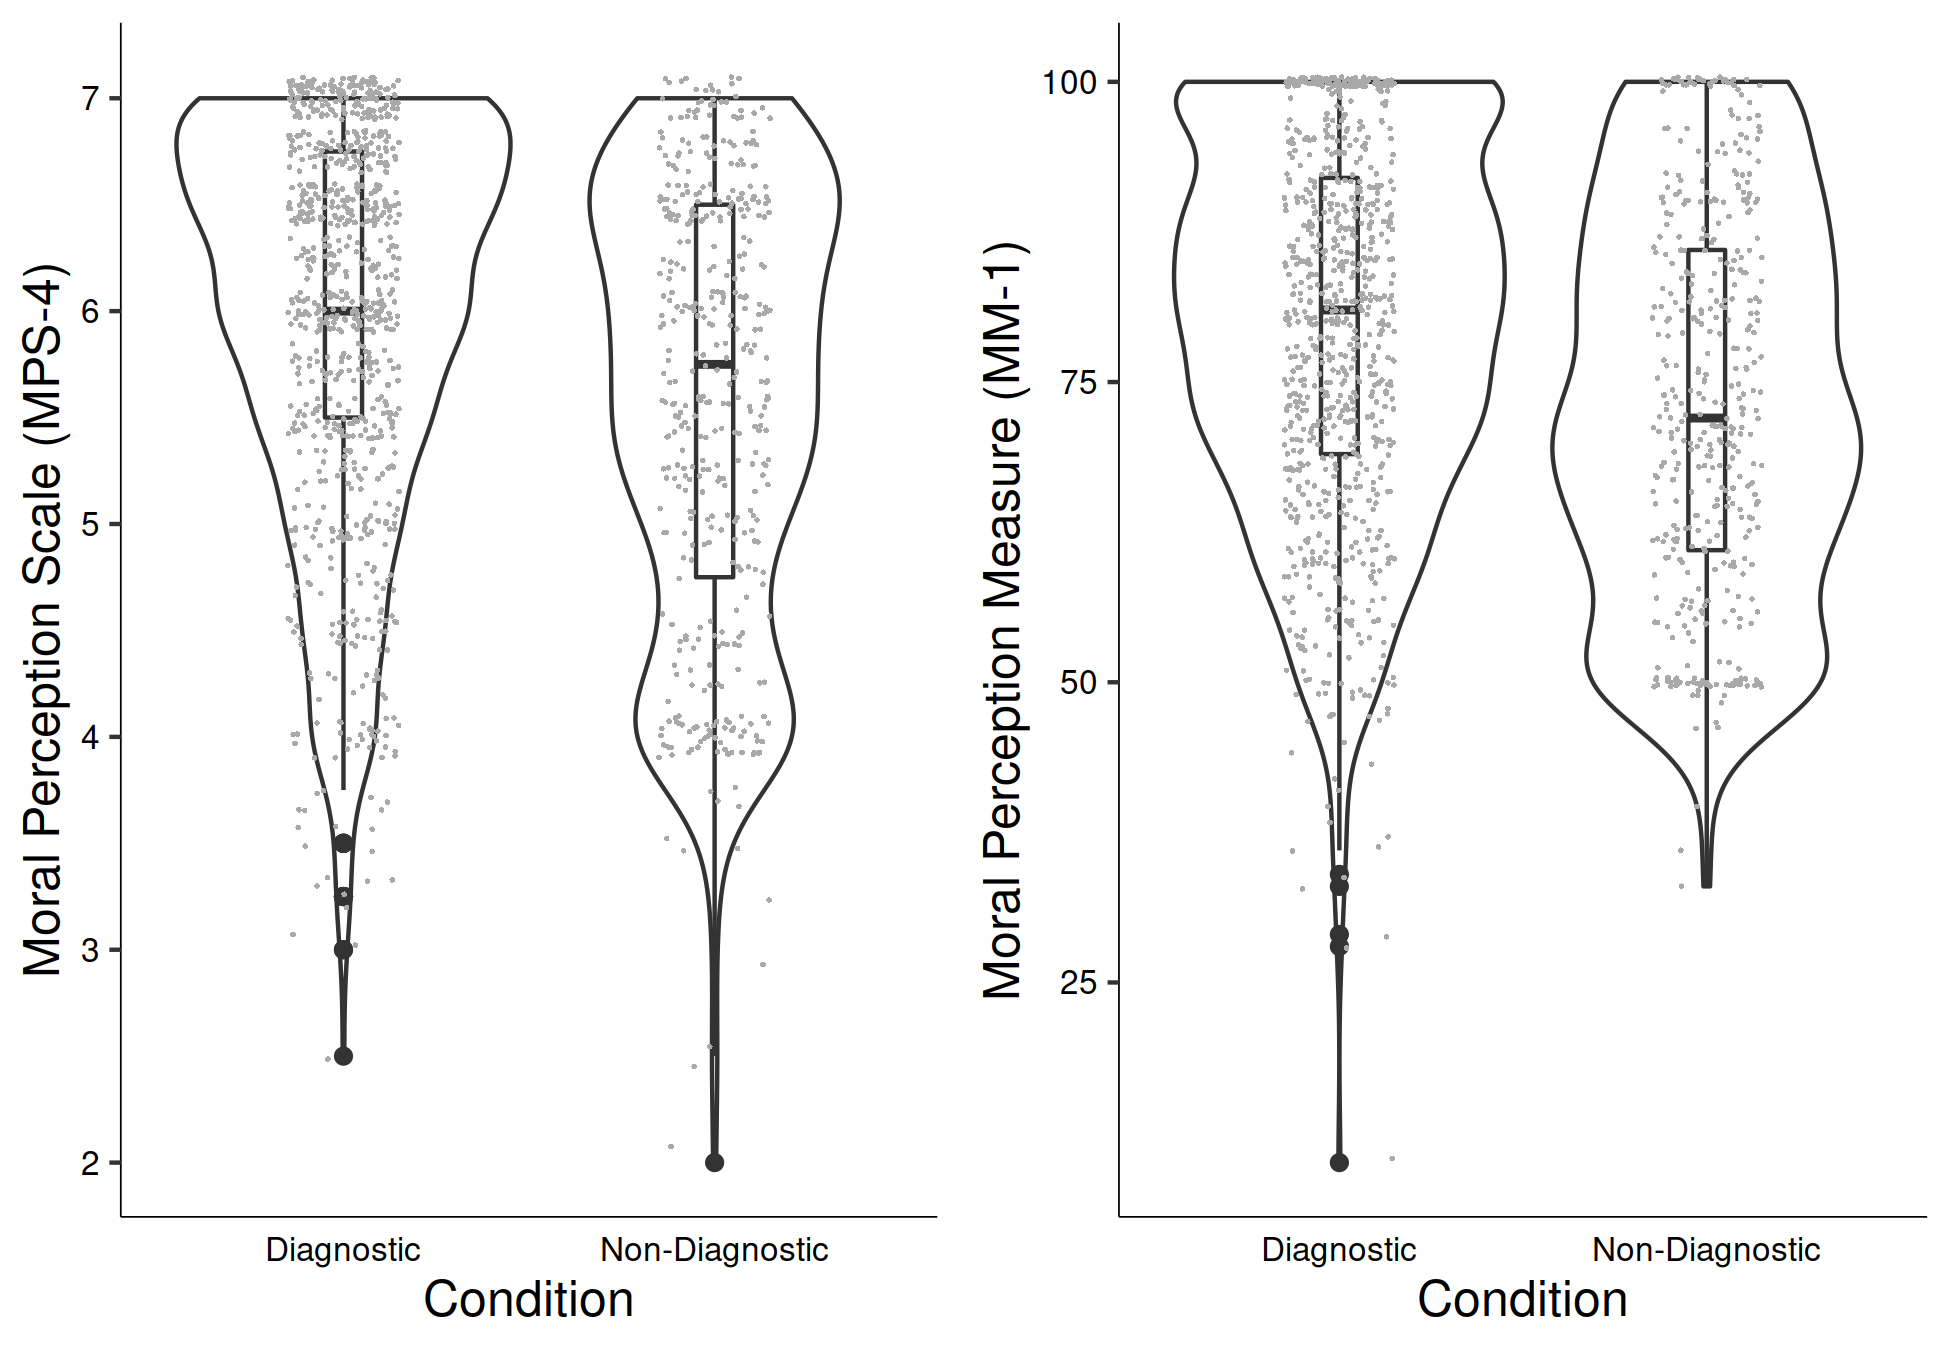 Moral Perception Scale (MPS-4)
7
6
5
4
3
2
Diagnostic
Non-Diagnostic
Condition
Moral Perception Measure (MM-1)
100
75
50
25
Diagnostic
Non-Diagnostic
Condition